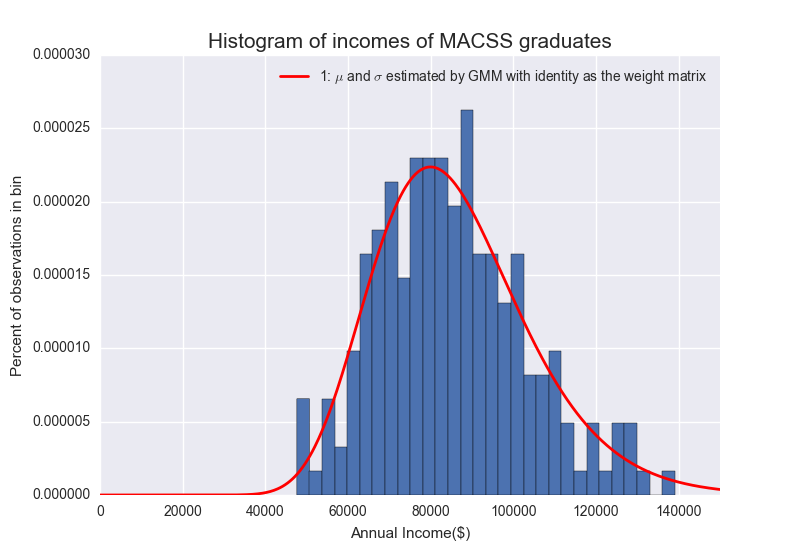 Histogram of incomes of MACSS graduates
1: μ and σ estimated by GMM with identity as the weight matrix
Percent of observations in bin
0.000030
0.000025
0.000020
0.000015
0.000010
0.000005
0.000000
0 20000 40000 60000 80000 100000 120000 140000
Annual Income($)